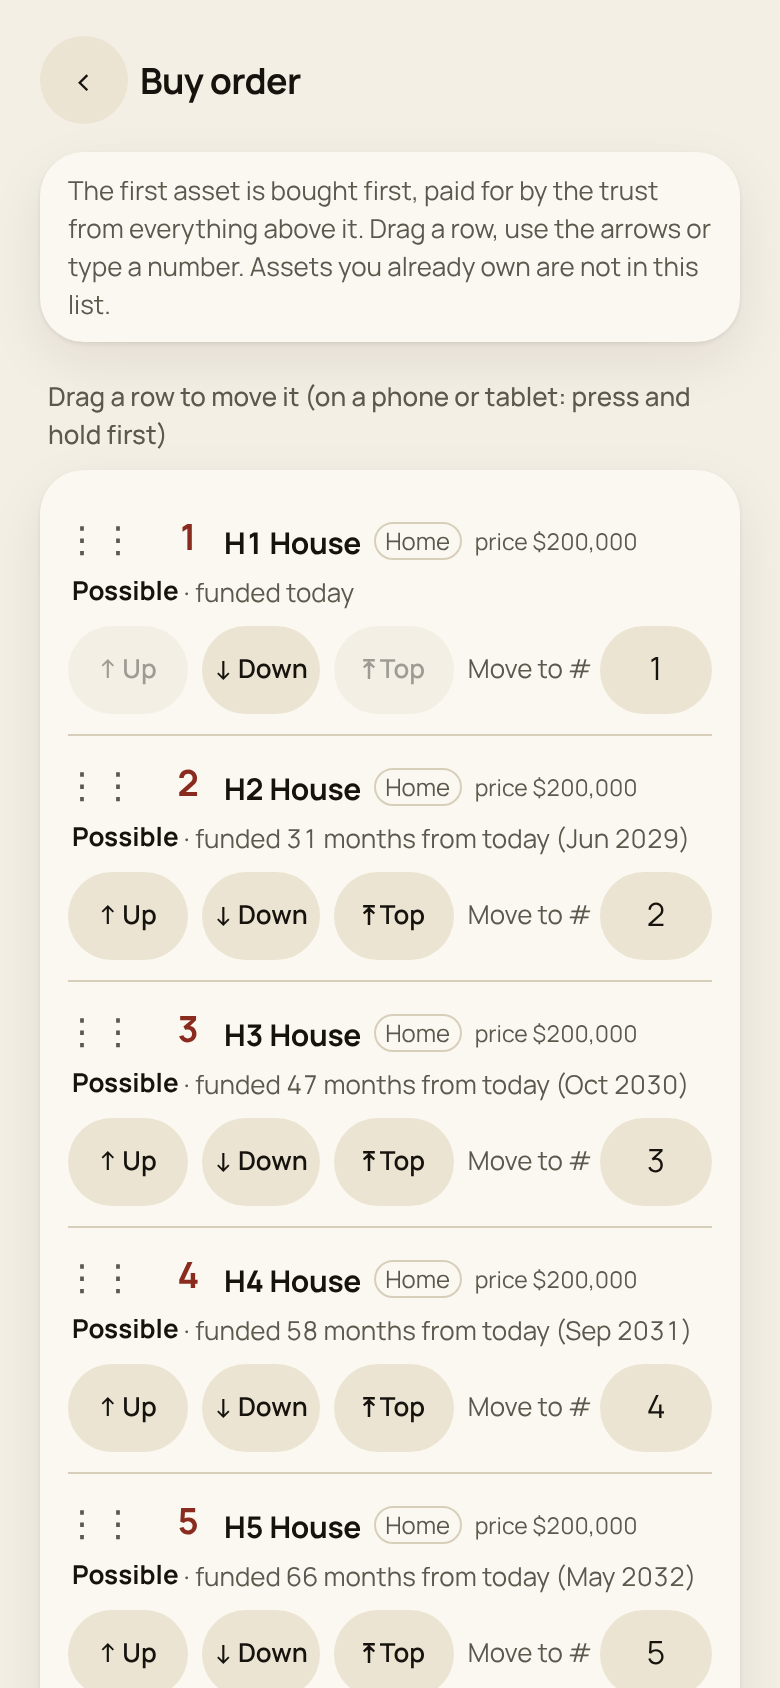 Buy order
The first asset is bought first, paid for by the trust
from everything above it. Drag a row, use the arrows or
type a number. Assets you already own are not in this
list.
Drag a row to move it (on a phone or tablet: press and
hold first)
1 H1 House Home price $200,000
Possible · funded today
↑ Up ↓ Down ⤒ Top Move to # 1
2 H2 House Home price $200,000
Possible · funded 31 months from today (Jun 2029)
↑ Up ↓ Down ⤒ Top Move to # 2
3 H3 House Home price $200,000
Possible · funded 47 months from today (Oct 2030)
↑ Up ↓ Down ⤒ Top Move to # 3
4 H4 House Home price $200,000
Possible · funded 58 months from today (Sep 2031)
↑ Up ↓ Down ⤒ Top Move to # 4
5 H5 House Home price $200,000
Possible · funded 66 months from today (May 2032)
↑ Up ↓ Down ⤒ Top Move to # 5